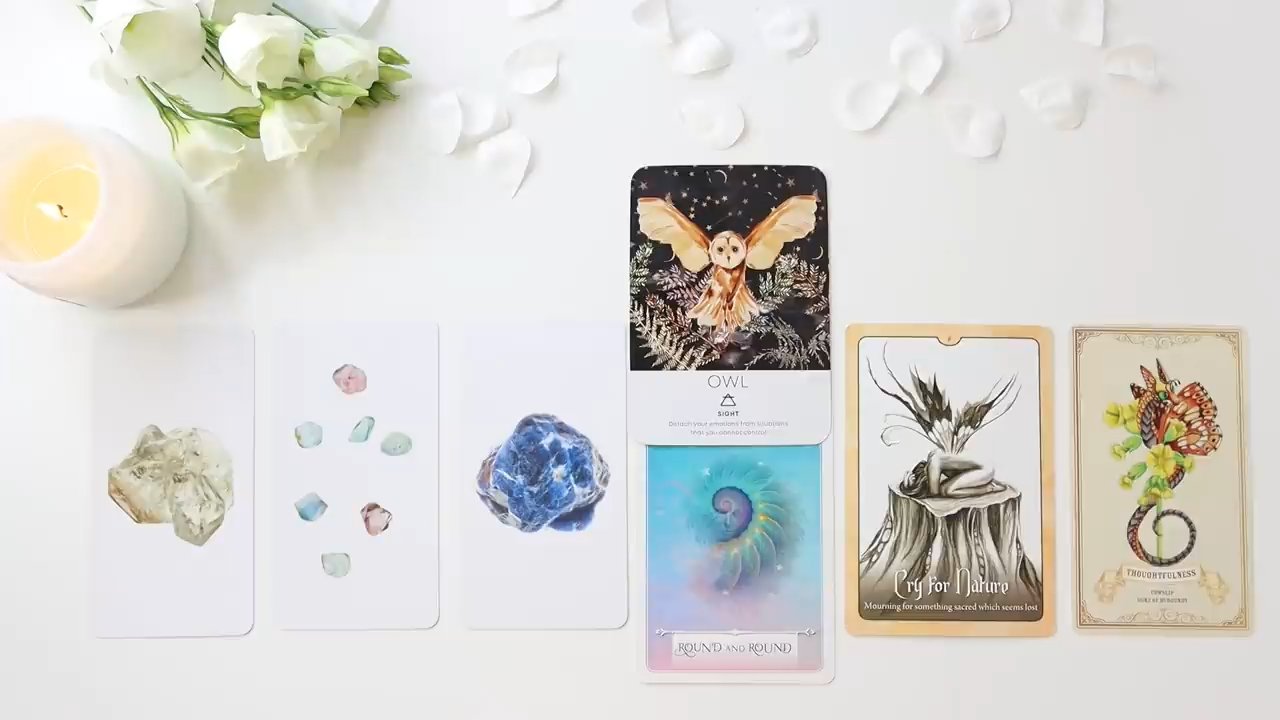 OWL
SIGHT
Detach your emotions from situations
that you cannot control.
ROUND AND ROUND
Cry for Nature
Mourning for something sacred which seems lost
THOUGHTFULNESS
COWSLIP